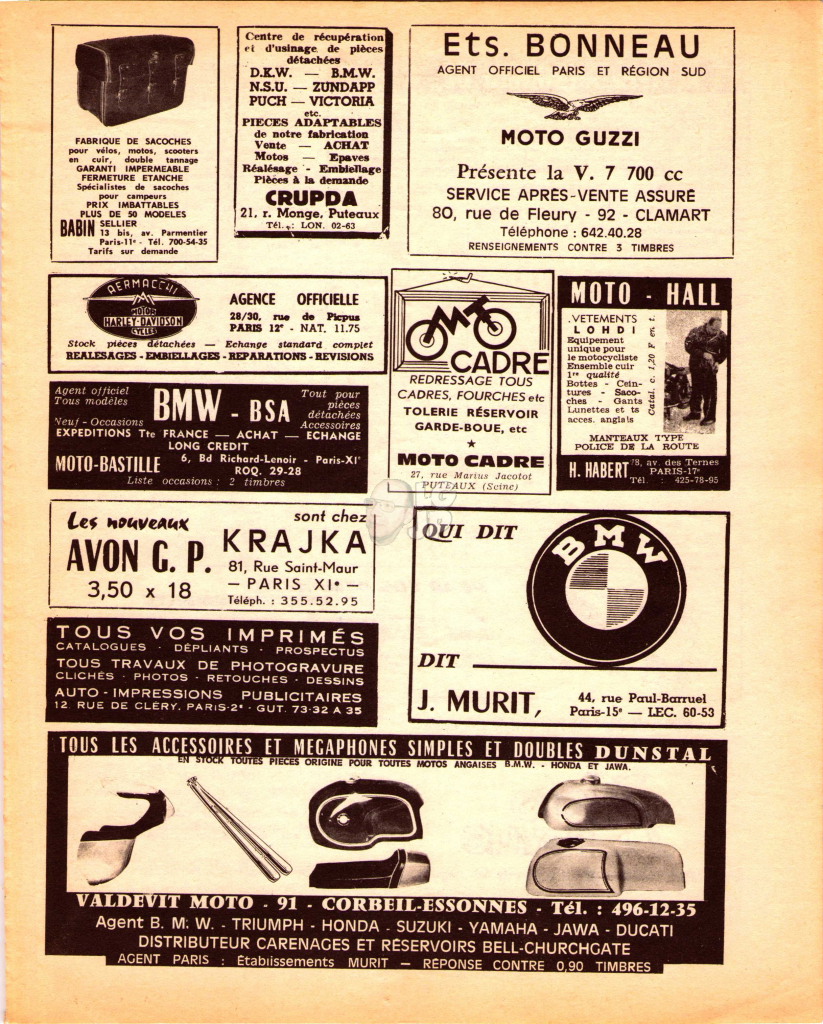 FABRIQUE DE SACOCHES
pour vélos, motos, scooters
en cuir, double tannage
GARANTI IMPERMEABLE
FERMETURE ETANCHE
Spécialistes de sacoches
pour campeurs
PRIX IMBATTABLES
PLUS DE 50 MODELES
BABIN SELLIER
13 bis, av. Parmentier
Paris-11e - Tél. 700-54-35
Tarifs sur demande
Centre de récupération
et d'usinage de pièces
détachées
D.K.W. — B.M.W.
N.S.U. — ZUNDAPP
PUCH — VICTORIA
etc.
PIECES ADAPTABLES
de notre fabrication
Vente — ACHAT
Motos — Epaves
Réalésage - Embiellage
Pièces à la demande
CRUPDA
21, r. Monge, Puteaux
Tél. : LON. 02-63
Ets. BONNEAU
AGENT OFFICIEL PARIS ET RÉGION SUD
MOTO GUZZI
Présente la V. 7 700 cc
SERVICE APRÈS-VENTE ASSURÉ
80, rue de Fleury - 92 - CLAMART
Téléphone : 642.40.28
RENSEIGNEMENTS CONTRE 3 TIMBRES
AERMACCHI
MOTOR
HARLEY-DAVIDSON
CYCLES
AGENCE OFFICIELLE
28/30, rue de Picpus
PARIS 12e - NAT. 11.75
Stock pièces détachées — Echange standard complet
REALESAGES - EMBIELLAGES - REPARATIONS - REVISIONS
MOTO
CADRE
REDRESSAGE TOUS
CADRES, FOURCHES etc
TOLERIE RÉSERVOIR
GARDE-BOUE, etc
MOTO CADRE
27, rue Marius Jacotot
PUTEAUX (Seine)
MOTO - HALL
VETEMENTS
LOHDI
Equipement
unique pour
le motocycliste
Ensemble cuir
1re qualité
Bottes - Cein-
tures - Saco-
ches - Gants
Lunettes et ts
acces. anglais
Catal. c. 1,20 F en t.
MANTEAUX TYPE
POLICE DE LA ROUTE
H. HABERT 78, av. des Ternes
PARIS-17e
Tél. : 425-78-95
Agent officiel
Tous modèles
BMW - BSA
Tout pour
pièces
détachées
Accessoires
Neuf - Occasions
EXPEDITIONS Tte FRANCE — ACHAT — ECHANGE
LONG CREDIT
MOTO-BASTILLE
6, Bd Richard-Lenoir - Paris-XIe
ROQ. 29-28
Liste occasions : 2 timbres
Les nouveaux
AVON G. P.
3,50 x 18
sont chez
KRAJKA
81, Rue Saint-Maur
— PARIS XIe —
Téléph. : 355.52.95
QUI DIT
BMW
DIT
J. MURIT,
44, rue Paul-Barruel
Paris-15e — LEC. 60-53
TOUS VOS IMPRIMÉS
CATALOGUES - DÉPLIANTS - PROSPECTUS
TOUS TRAVAUX DE PHOTOGRAVURE
CLICHÉS - PHOTOS - RETOUCHES - DESSINS
AUTO-IMPRESSIONS PUBLICITAIRES
12. RUE DE CLÉRY, PARIS-2e - GUT. 73-32 A 35
TOUS LES ACCESSOIRES ET MEGAPHONES SIMPLES ET DOUBLES DUNSTAL
EN STOCK TOUTES PIECES ORIGINE POUR TOUTES MOTOS ANGAISES B.M.W. - HONDA ET JAWA.
VALDEVIT MOTO - 91 - CORBEIL-ESSONNES - Tél. : 496-12-35
Agent B. M. W. - TRIUMPH - HONDA - SUZUKI - YAMAHA - JAWA - DUCATI
DISTRIBUTEUR CARENAGES ET RÉSERVOIRS BELL-CHURCHGATE
AGENT PARIS : Établissements MURIT — RÉPONSE CONTRE 0,90 TIMBRES